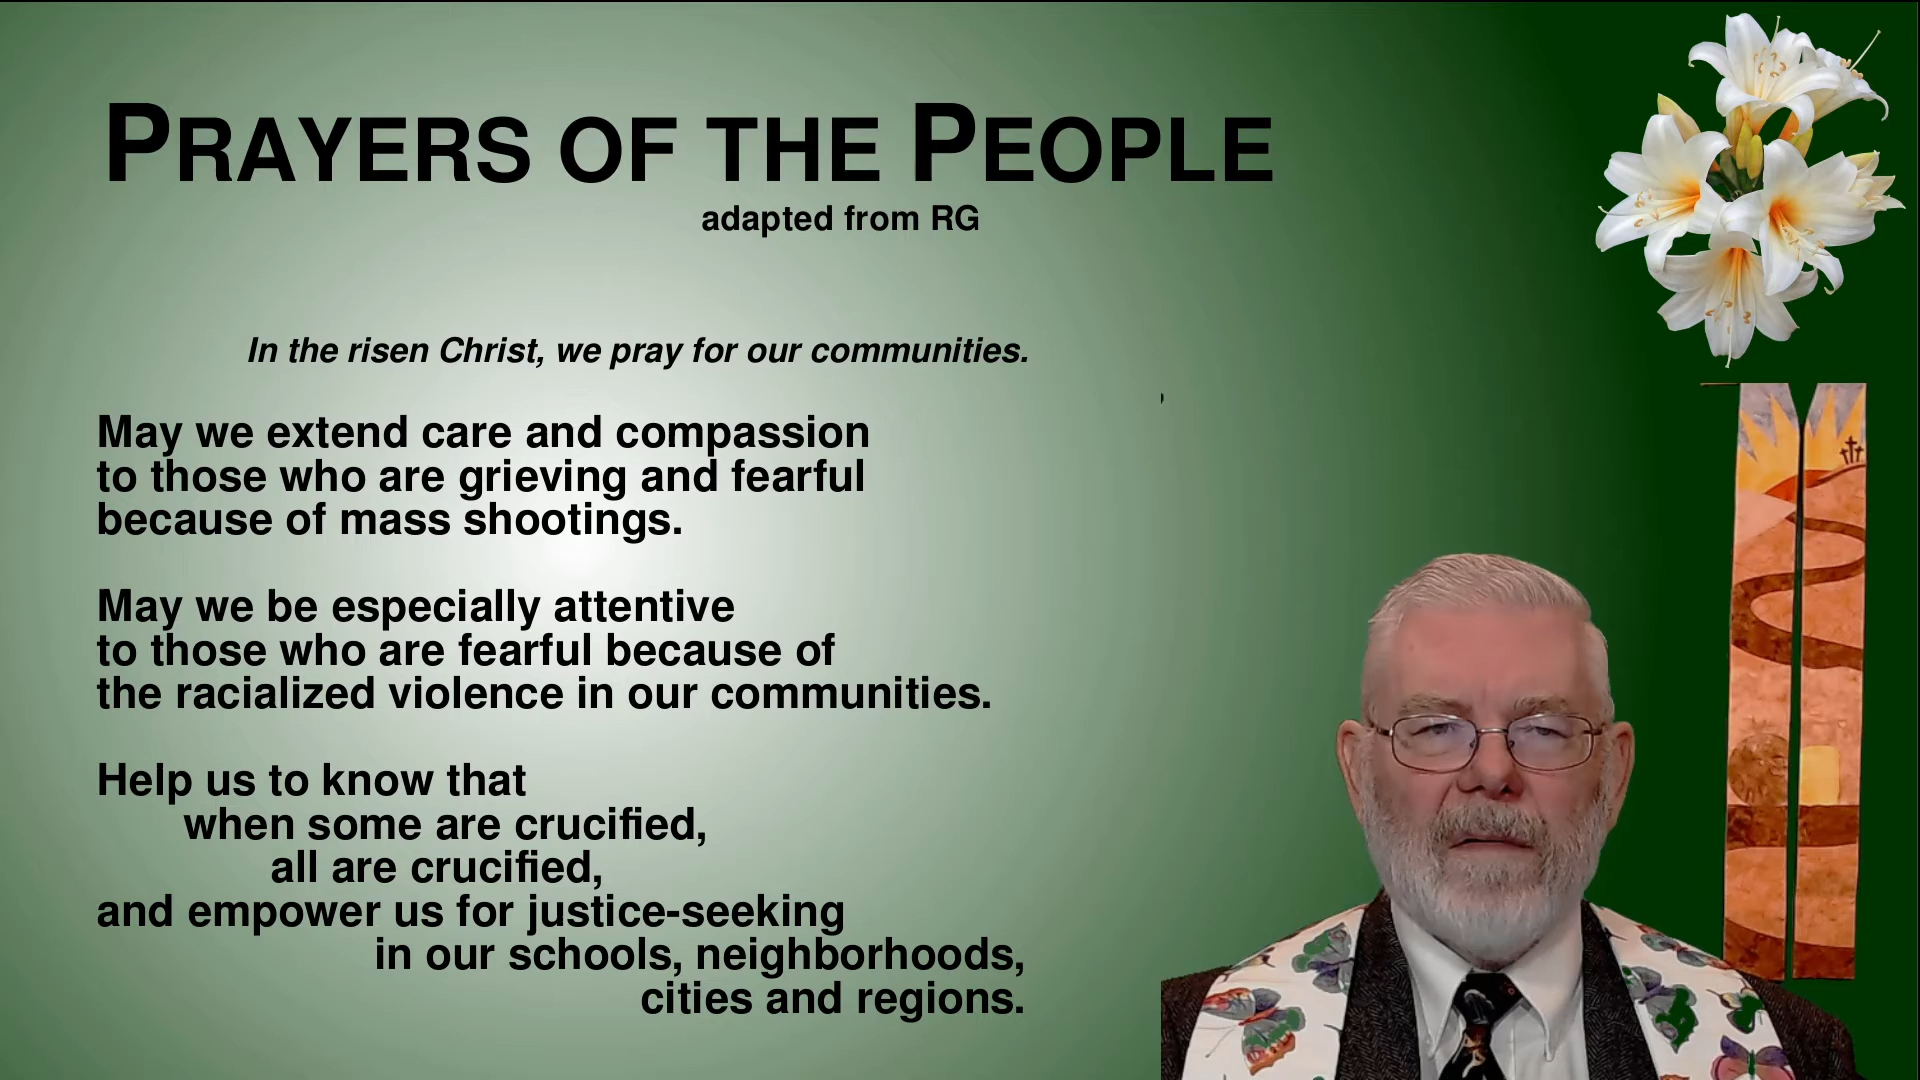 PRAYERS OF THE PEOPLE
adapted from RG
In the risen Christ, we pray for our communities.
May we extend care and compassion
to those who are grieving and fearful
because of mass shootings.
May we be especially attentive
to those who are fearful because of
the racialized violence in our communities.
Help us to know that
when some are crucified,
all are crucified,
and empower us for justice-seeking
in our schools, neighborhoods,
cities and regions.